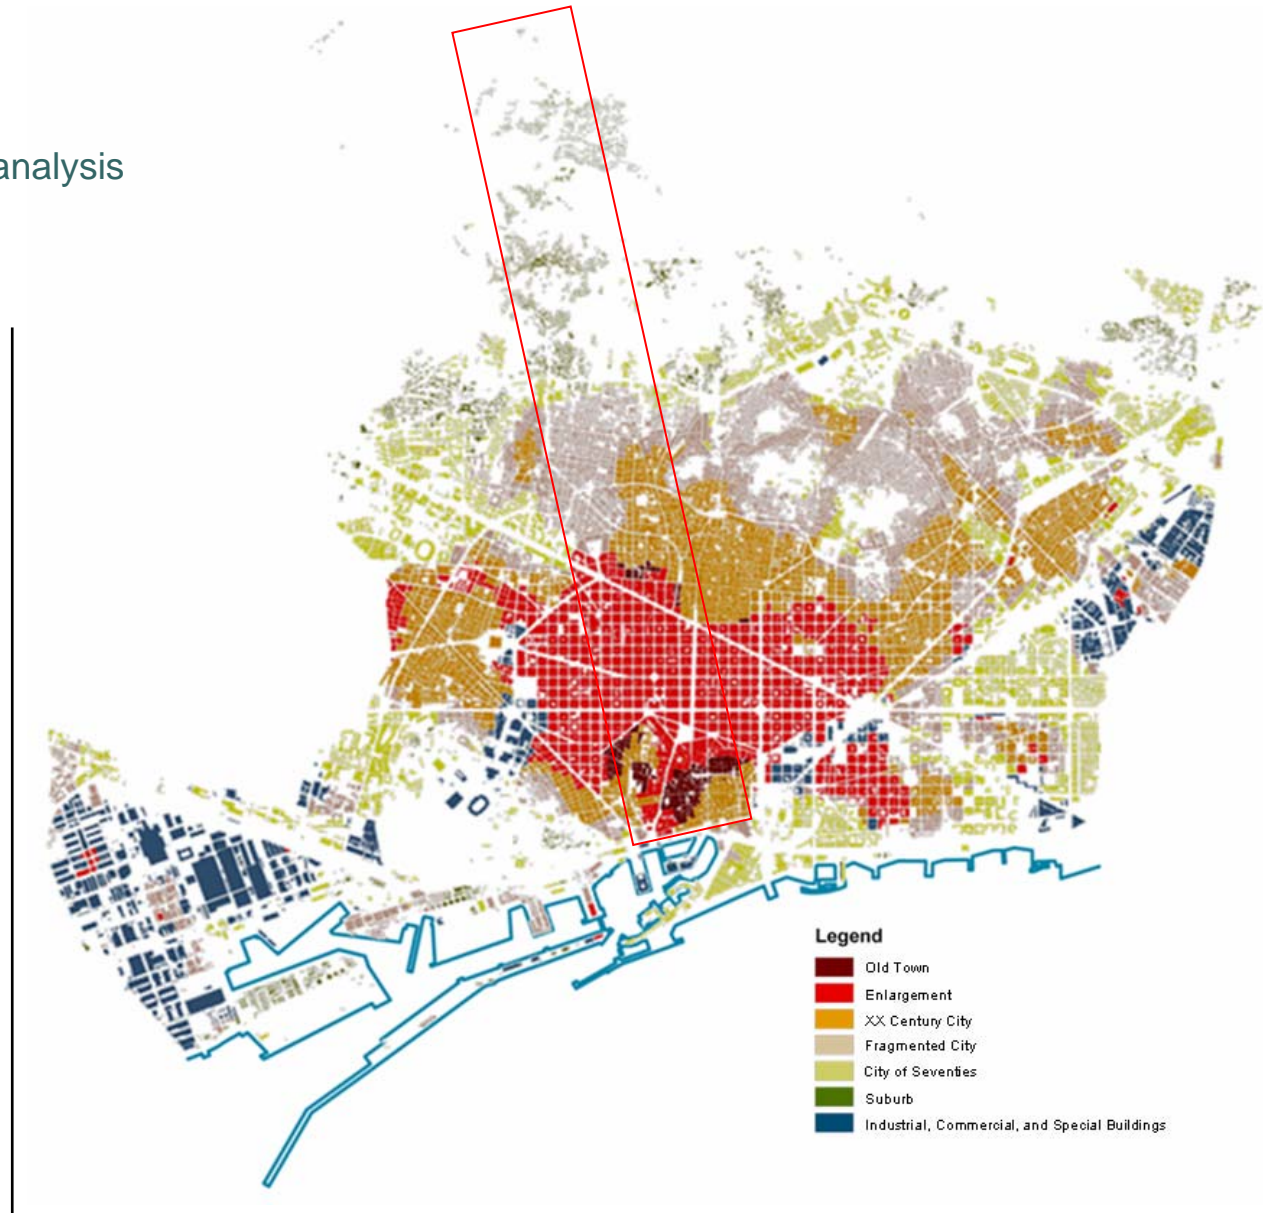 analysis
Legend
Old Town
Enlargement
XX Century City
Fragmented City
City of Seventies
Suburb
Industrial, Commercial, and Special Buildings